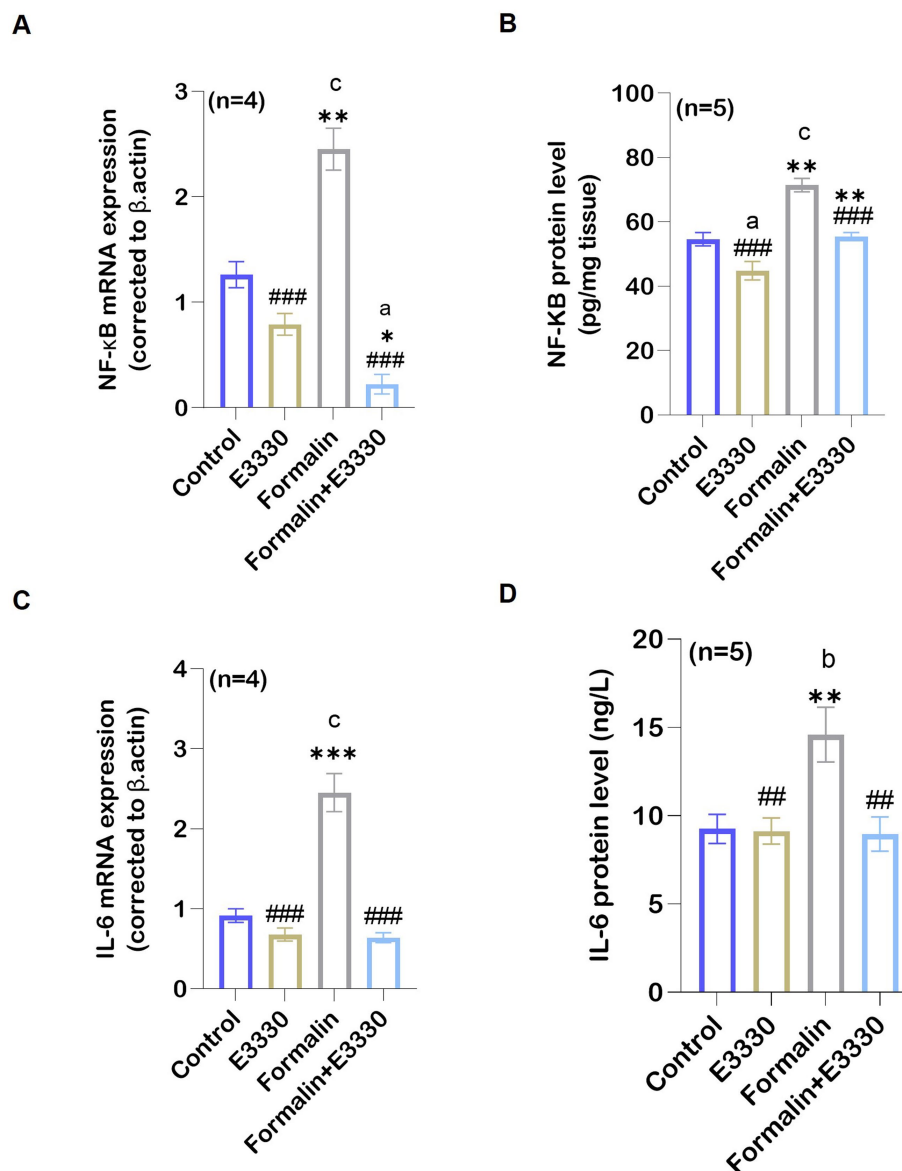 A
NF-κB mRNA expression
(corrected to β.actin)
3
2
1
0
(n=4)
###
c
**
a
*
###
Control
E3330
Formalin
Formalin+E3330
B
NF-KB protein level
(pg/mg tissue)
100
80
60
40
20
0
(n=5)
a
###
c
**
**
###
Control
E3330
Formalin
Formalin+E3330
C
IL-6 mRNA expression
(corrected to β.actin)
4
3
2
1
0
(n=4)
###
c
***
###
Control
E3330
Formalin
Formalin+E3330
D
IL-6 protein level (ng/L)
20
15
10
5
0
(n=5)
##
b
**
##
Control
E3330
Formalin
Formalin+E3330